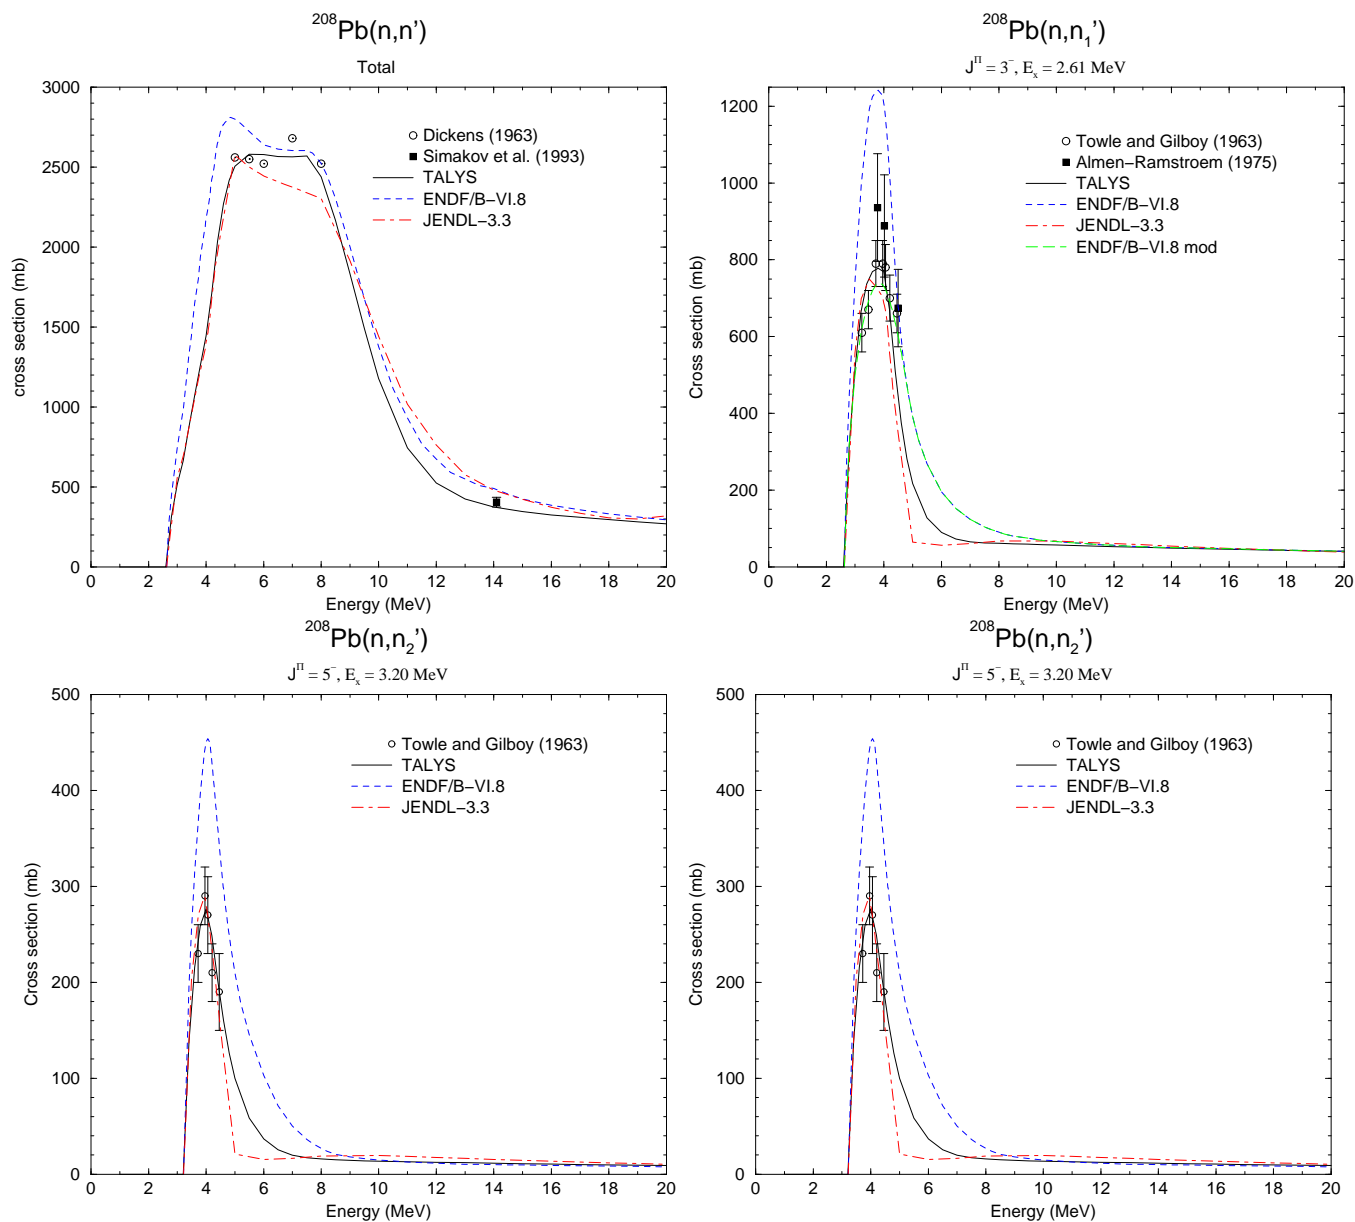 ²⁰⁸Pb(n,n’)
Total
3000
2500
2000
1500
1000
500
0
cross section (mb)
Dickens (1963)
Simakov et al. (1993)
TALYS
ENDF/B−VI.8
JENDL−3.3
0 2 4 6 8 10 12 14 16 18 20
Energy (MeV)
²⁰⁸Pb(n,n₁’)
J^Π = 3⁻, Eₓ = 2.61 MeV
1200
1000
800
600
400
200
0
Cross section (mb)
Towle and Gilboy (1963)
Almen−Ramstroem (1975)
TALYS
ENDF/B−VI.8
JENDL−3.3
ENDF/B−VI.8 mod
0 2 4 6 8 10 12 14 16 18 20
Energy (MeV)
²⁰⁸Pb(n,n₂’)
J^Π = 5⁻, Eₓ = 3.20 MeV
500
400
300
200
100
0
Cross section (mb)
Towle and Gilboy (1963)
TALYS
ENDF/B−VI.8
JENDL−3.3
0 2 4 6 8 10 12 14 16 18 20
Energy (MeV)
²⁰⁸Pb(n,n₂’)
J^Π = 5⁻, Eₓ = 3.20 MeV
500
400
300
200
100
0
Cross section (mb)
Towle and Gilboy (1963)
TALYS
ENDF/B−VI.8
JENDL−3.3
0 2 4 6 8 10 12 14 16 18 20
Energy (MeV)